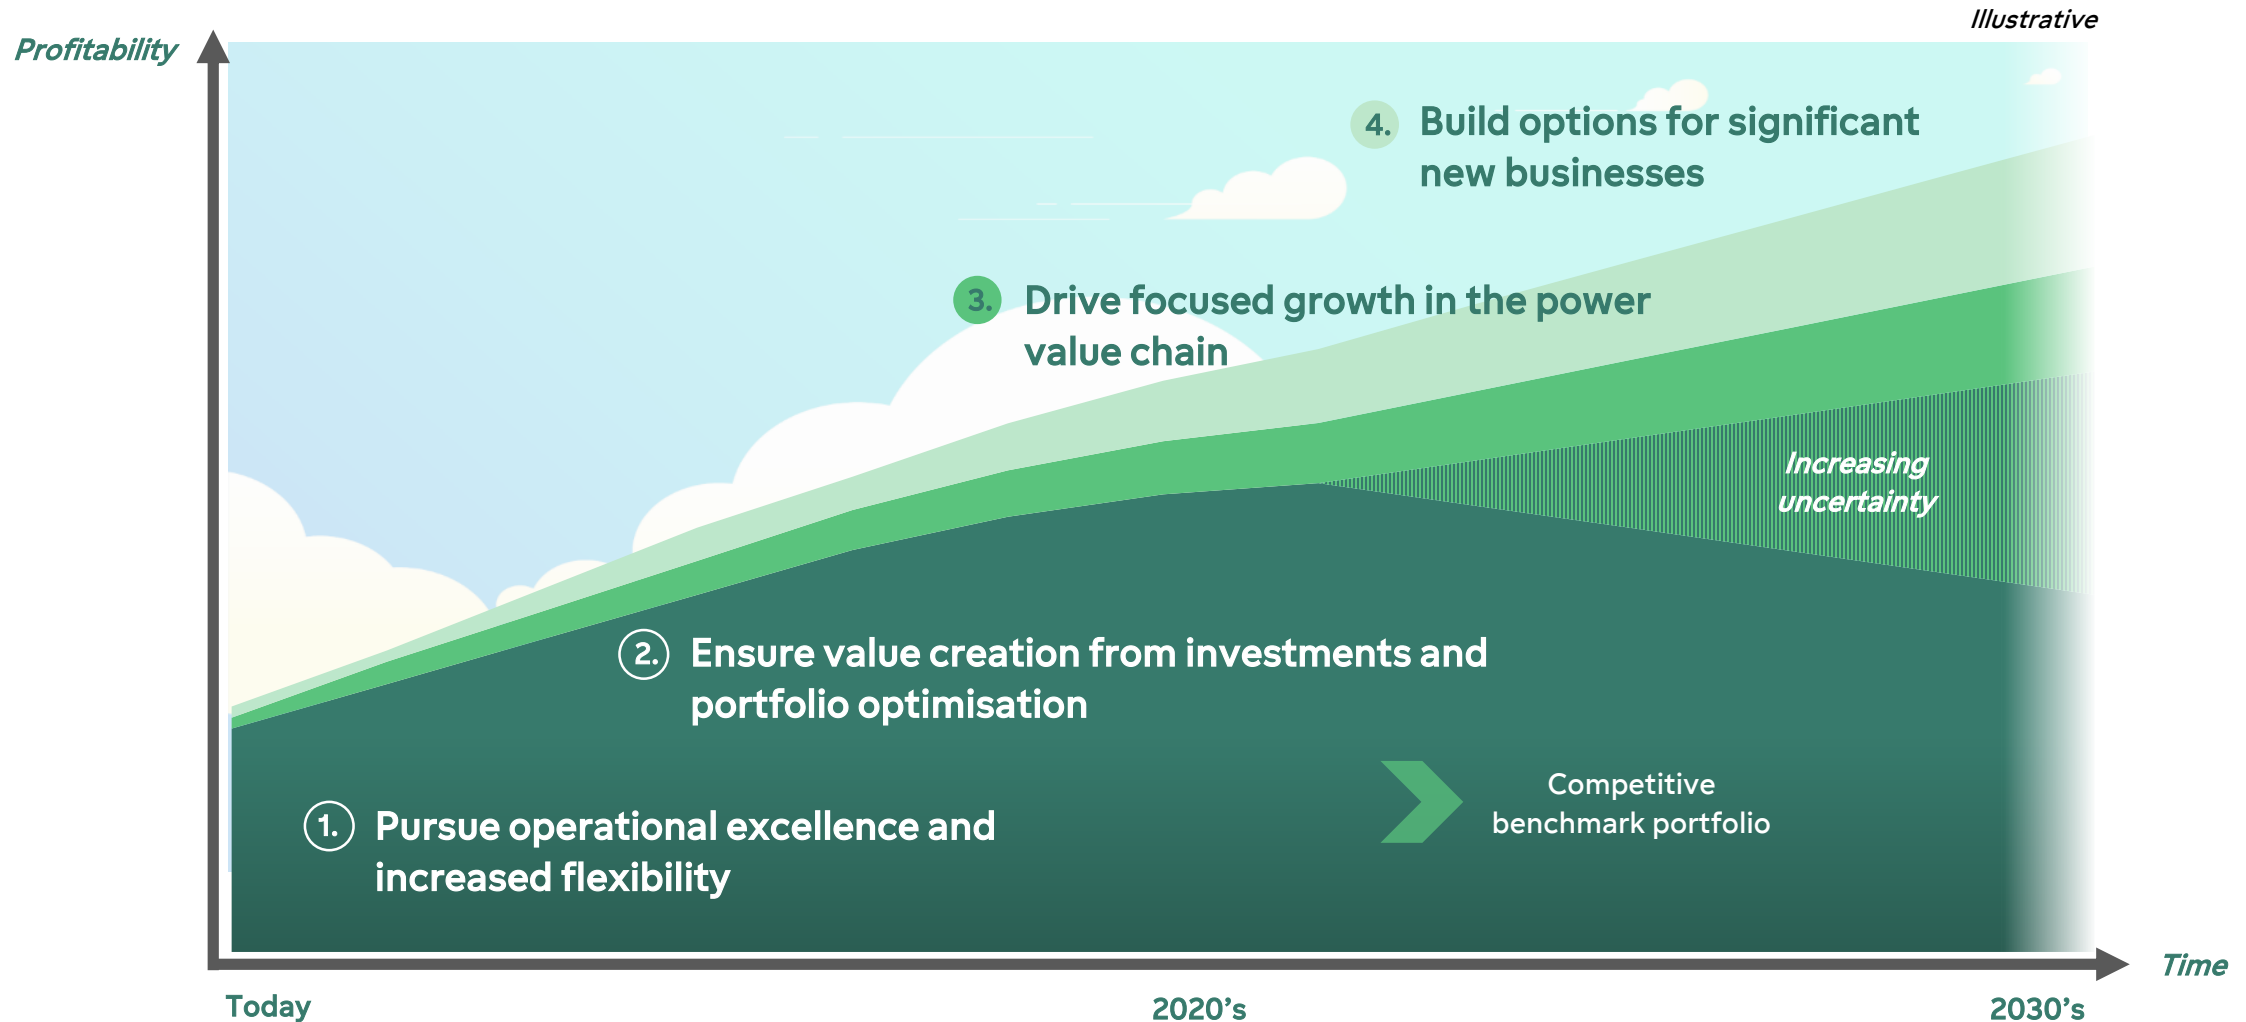 Illustrative
Profitability
4. Build options for significant
new businesses
3. Drive focused growth in the power
value chain
Increasing
uncertainty
2. Ensure value creation from investments and
portfolio optimisation
Competitive
benchmark portfolio
1. Pursue operational excellence and
increased flexibility
Time
Today
2020’s
2030’s